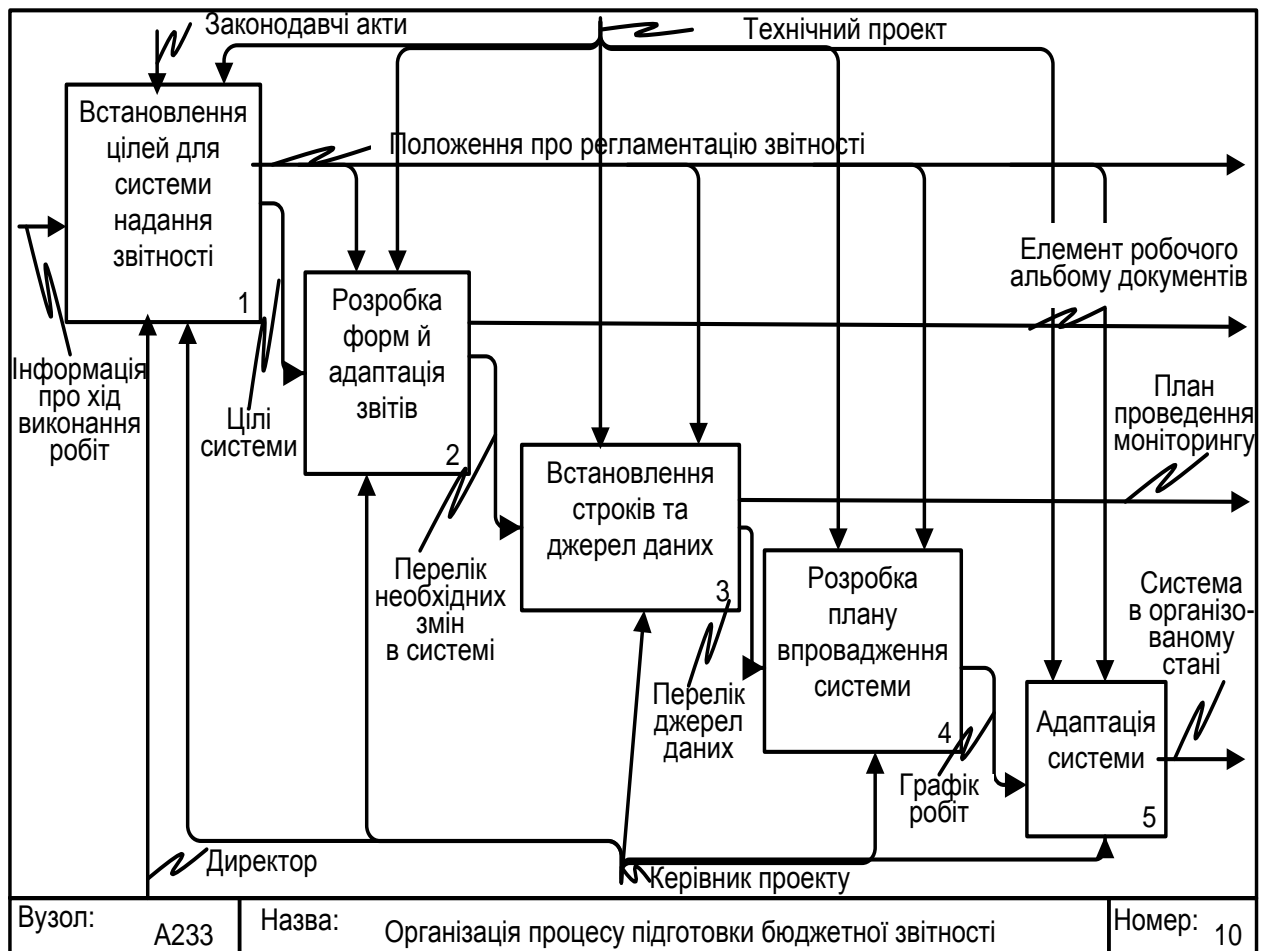 Законодавчі акти
Технічний проект
Встановлення
цілей для
системи
надання
звітності
1
Положення про регламентацію звітності
Елемент робочого
альбому документів
Розробка
форм й
адаптація
звітів
2
Інформація
про хід
виконання
робіт
Цілі
системи
План
проведення
моніторингу
Встановлення
строків та
джерел даних
3
Перелік
необхідних
змін
в системі
Розробка
плану
впровадження
системи
4
Система
в організо-
ваному
стані
Перелік
джерел
даних
Адаптація
системи
5
Графік
робіт
Директор
Керівник проекту
Вузол:
А233
Назва:
Організація процесу підготовки бюджетної звітності
Номер:
10